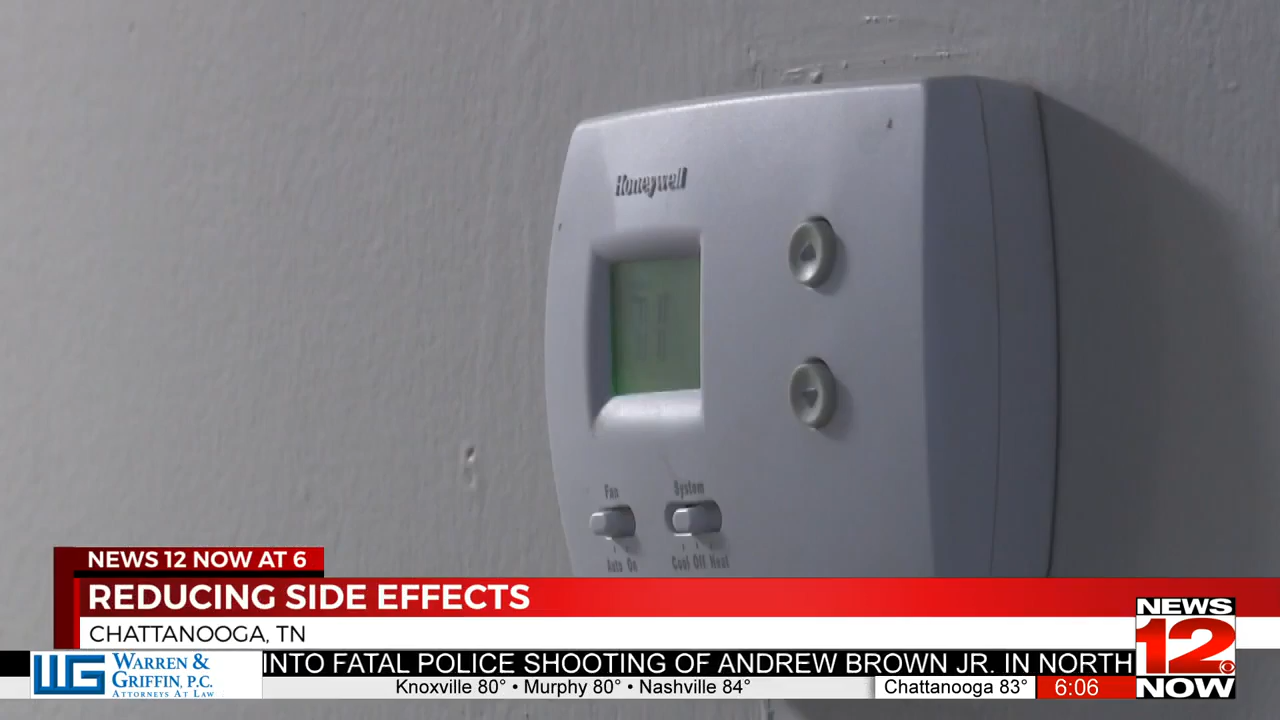 Honeywell
Fan
System
Auto On
Cool Off Heat
NEWS 12 NOW AT 6
REDUCING SIDE EFFECTS
CHATTANOOGA, TN
WG WARREN & GRIFFIN, P.C.
ATTORNEYS AT LAW
INTO FATAL POLICE SHOOTING OF ANDREW BROWN JR. IN NORTH
Knoxville 80° • Murphy 80° • Nashville 84°
Chattanooga 83°
6:06
NEWS
12
NOW